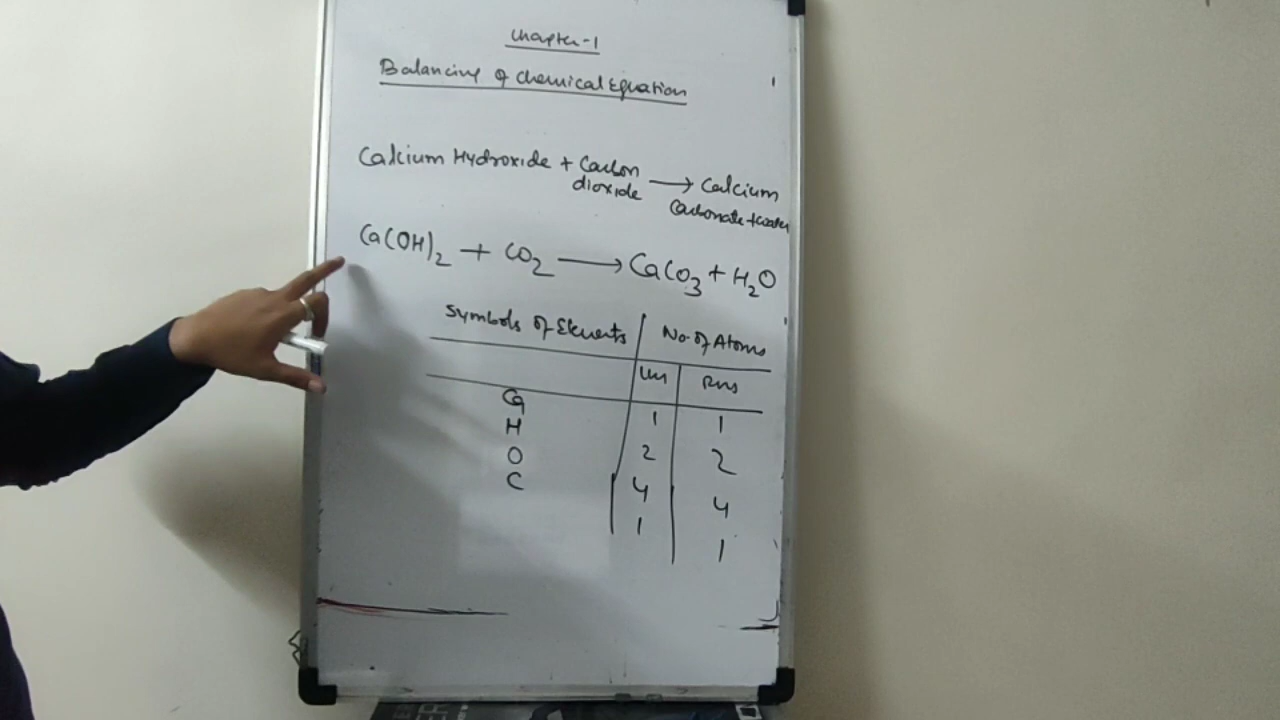 Chapter-1
Balancing of Chemical Equation
Calcium Hydroxide + Carbon dioxide → Calcium Carbonate + water
Ca(OH)2 + CO2 → CaCO3 + H2O
Symbols of Elements No. of Atoms
LHS RHS
Ca 1 1
H 2 2
O 4 4
C 1 1